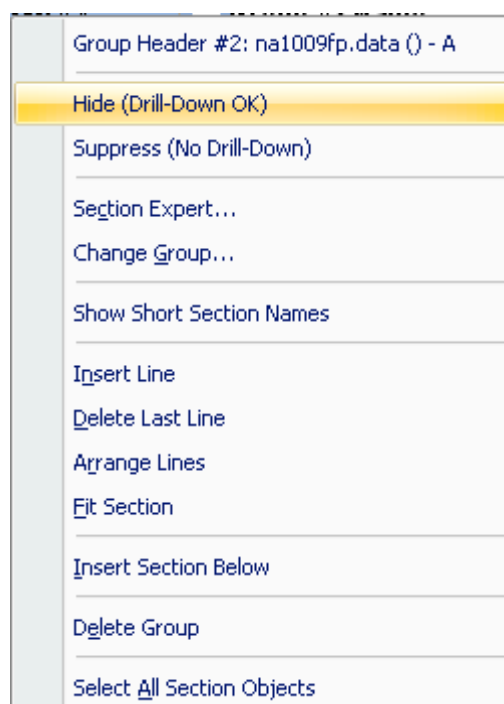 Group Header #2: na1009fp.data () - A
Hide (Drill-Down OK)
Suppress (No Drill-Down)
Section Expert...
Change Group...
Show Short Section Names
Insert Line
Delete Last Line
Arrange Lines
Fit Section
Insert Section Below
Delete Group
Select All Section Objects